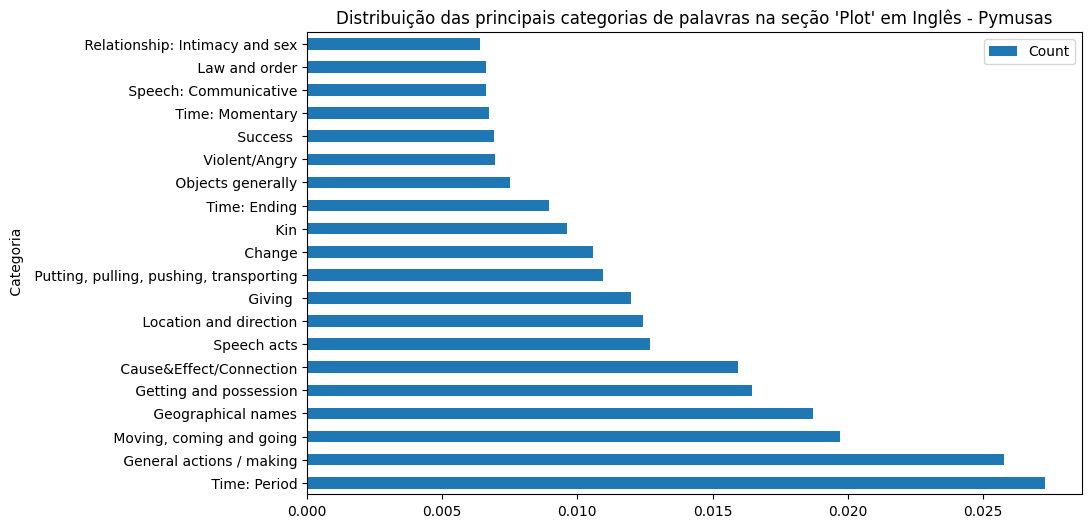 Distribuição das principais categorias de palavras na seção 'Plot' em Inglês - Pymusas
Count
Categoria
Relationship: Intimacy and sex
Law and order
Speech: Communicative
Time: Momentary
Success
Violent/Angry
Objects generally
Time: Ending
Kin
Change
Putting, pulling, pushing, transporting
Giving
Location and direction
Speech acts
Cause&Effect/Connection
Getting and possession
Geographical names
Moving, coming and going
General actions / making
Time: Period
0.000 0.005 0.010 0.015 0.020 0.025